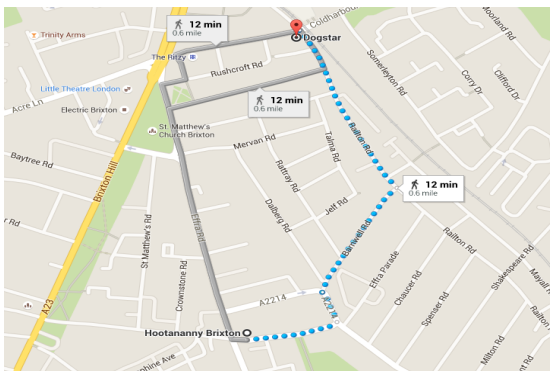 Trinity Arms
12 min
0.6 mile
Dogstar
Coldharbour
Moorland Rd
The Ritzy
Rushcroft Rd
Somerleyton Rd
Corry Dr
Clifford Dr
Little Theatre London
Acre Ln
Electric Brixton
12 min
0.6 mile
St. Matthew's
Church Brixton
Railton Rd
Mervan Rd
Talma Rd
Baytree Rd
Brixton Hill
Rattray Rd
12 min
0.6 mile
Dalberg Rd
Jelf Rd
Effra Rd
St Matthew's Rd
Barnwell Rd
Railton Rd
Effra Parade
Shakespeare Rd
Mayall R
Crownstone Rd
Chaucer Rd
Spenser Rd
A23
A2214
A2214
Hootananny Brixton
Milton Rd
phine Ave